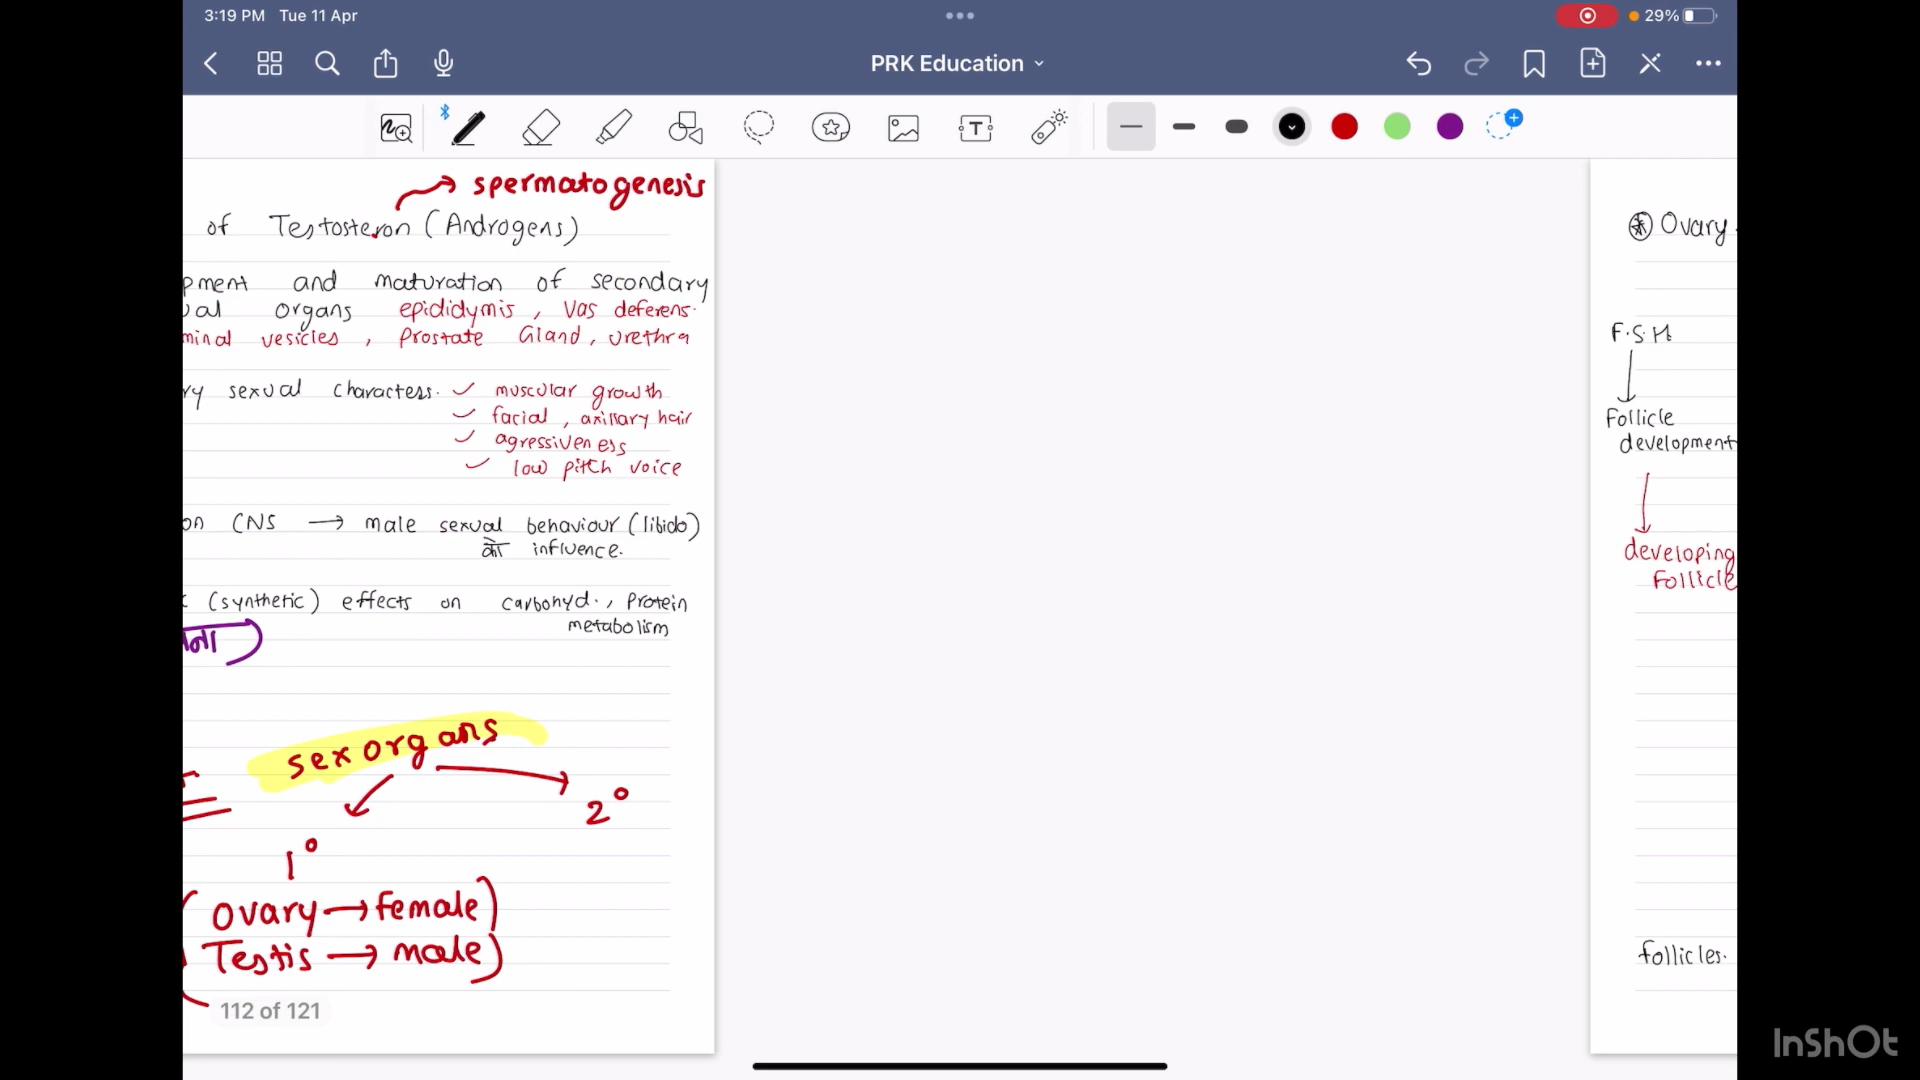 3:19 PM Tue 11 Apr
29%
PRK Education
spermatogenesis
of Testosteron (Androgens)
pment and maturation of secondary
ual organs epididymis, Vas deferens.
minal vesicles, Prostate Gland, urethra
ry sexual characters. muscular growth
facial, axillary hair
agressiveness
low pitch voice
on CNS → male sexual behaviour (libido)
influence.
c (synthetic) effects on carbohyd., Protein
metabolism
sex organs
2°
1°
(Ovary → female)
Testis → male)
112 of 121
Ovary
F.S.H
Follicle
development
developing
Follicle
follicles.
InShOt